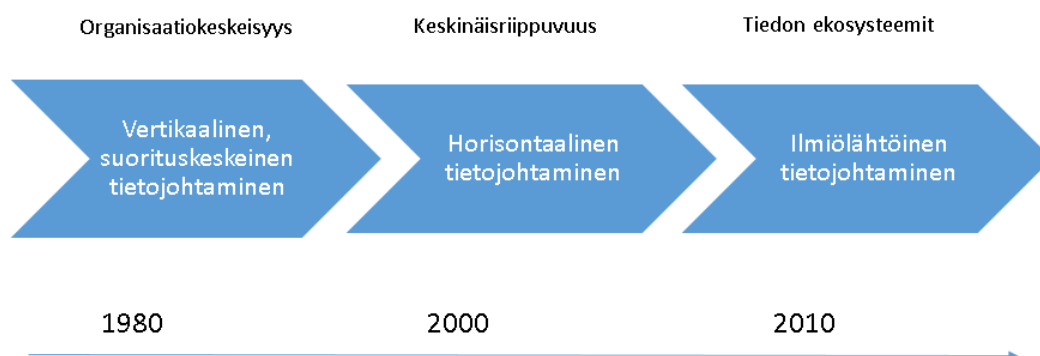 Organisaatiokeskeisyys
Keskinäisriippuvuus
Tiedon ekosysteemit
Vertikaalinen,
suorituskeskeinen
tietojohtaminen
Horisontaalinen
tietojohtaminen
Ilmiölähtöinen
tietojohtaminen
1980
2000
2010